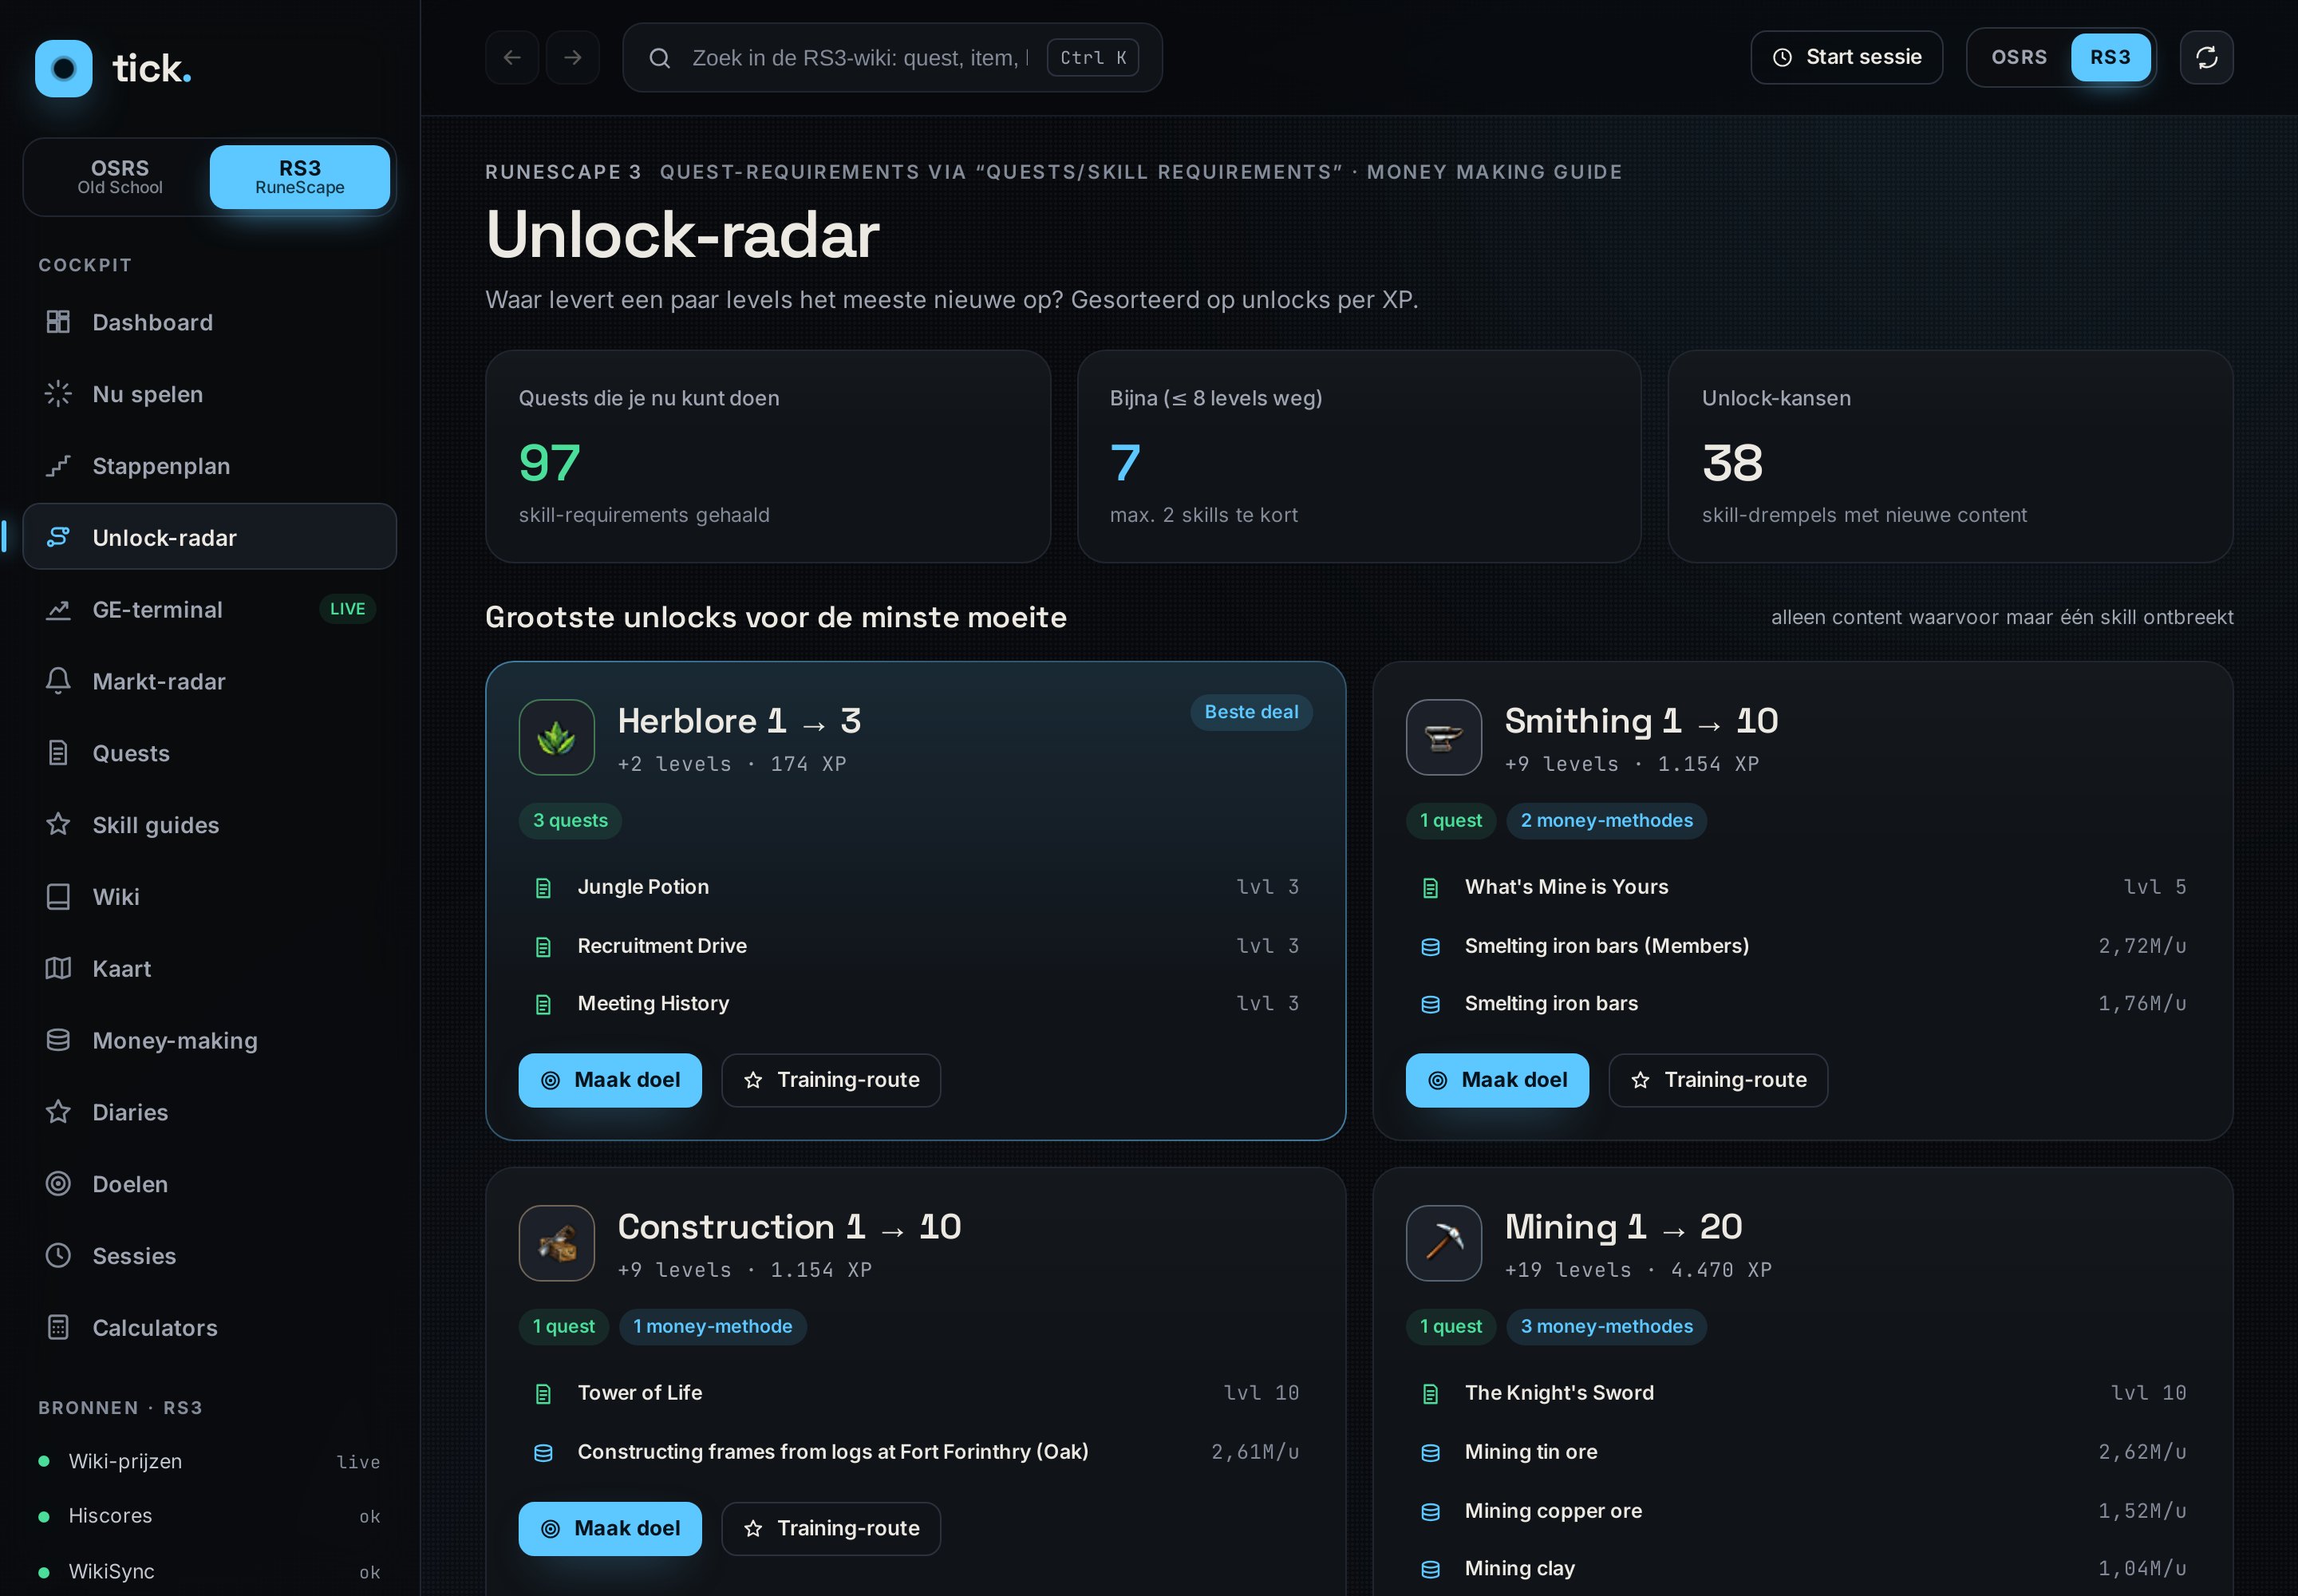 tick.
OSRS
Old School
RS3
RuneScape
COCKPIT
Dashboard
Nu spelen
Stappenplan
Unlock-radar
GE-terminal LIVE
Markt-radar
Quests
Skill guides
Wiki
Kaart
Money-making
Diaries
Doelen
Sessies
Calculators
BRONNEN · RS3
Wiki-prijzen live
Hiscores ok
WikiSync ok
Zoek in de RS3-wiki: quest, item, Ctrl K
Start sessie
OSRS RS3
RUNESCAPE 3 QUEST-REQUIREMENTS VIA “QUESTS/SKILL REQUIREMENTS” · MONEY MAKING GUIDE
Unlock-radar
Waar levert een paar levels het meeste nieuwe op? Gesorteerd op unlocks per XP.
Quests die je nu kunt doen
97
skill-requirements gehaald
Bijna (≤ 8 levels weg)
7
max. 2 skills te kort
Unlock-kansen
38
skill-drempels met nieuwe content
Grootste unlocks voor de minste moeite
alleen content waarvoor maar één skill ontbreekt
Herblore 1 → 3
Beste deal
+2 levels · 174 XP
3 quests
Jungle Potion lvl 3
Recruitment Drive lvl 3
Meeting History lvl 3
Maak doel Training-route
Smithing 1 → 10
+9 levels · 1.154 XP
1 quest 2 money-methodes
What's Mine is Yours lvl 5
Smelting iron bars (Members) 2,72M/u
Smelting iron bars 1,76M/u
Maak doel Training-route
Construction 1 → 10
+9 levels · 1.154 XP
1 quest 1 money-methode
Tower of Life lvl 10
Constructing frames from logs at Fort Forinthry (Oak) 2,61M/u
Maak doel Training-route
Mining 1 → 20
+19 levels · 4.470 XP
1 quest 3 money-methodes
The Knight's Sword lvl 10
Mining tin ore 2,62M/u
Mining copper ore 1,52M/u
Mining clay 1,04M/u